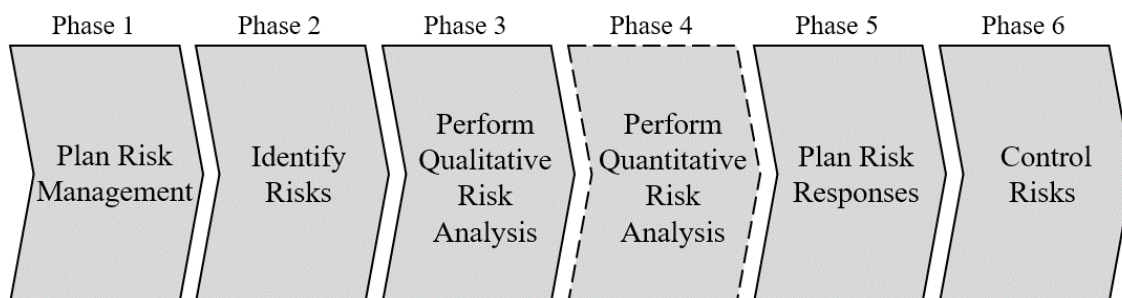 Phase 1
Phase 2
Phase 3
Phase 4
Phase 5
Phase 6
Plan Risk
Management
Identify
Risks
Perform
Qualitative
Risk
Analysis
Perform
Quantitative
Risk
Analysis
Plan Risk
Responses
Control
Risks